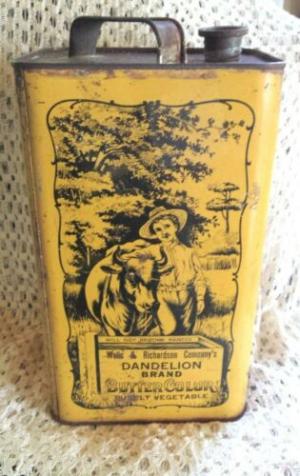 WILL NOT BECOME RANCID
Wells & Richardson Company's
DANDELION
BRAND
BUTTER COLOR
PURELY VEGETABLE